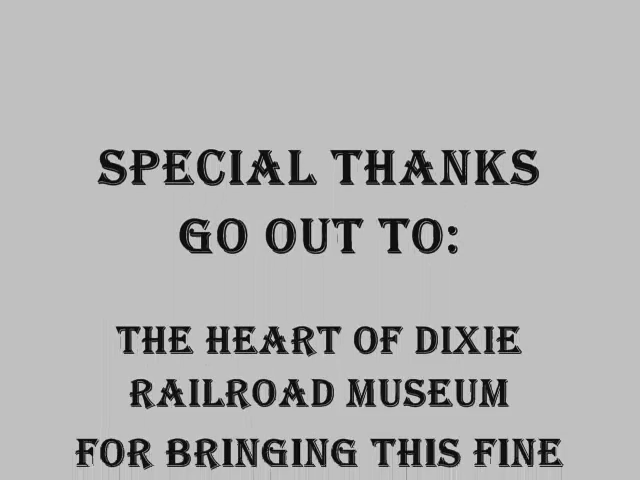 SPECIAL THANKS
GO OUT TO:
THE HEART OF DIXIE
RAILROAD MUSEUM
FOR BRINGING THIS FINE